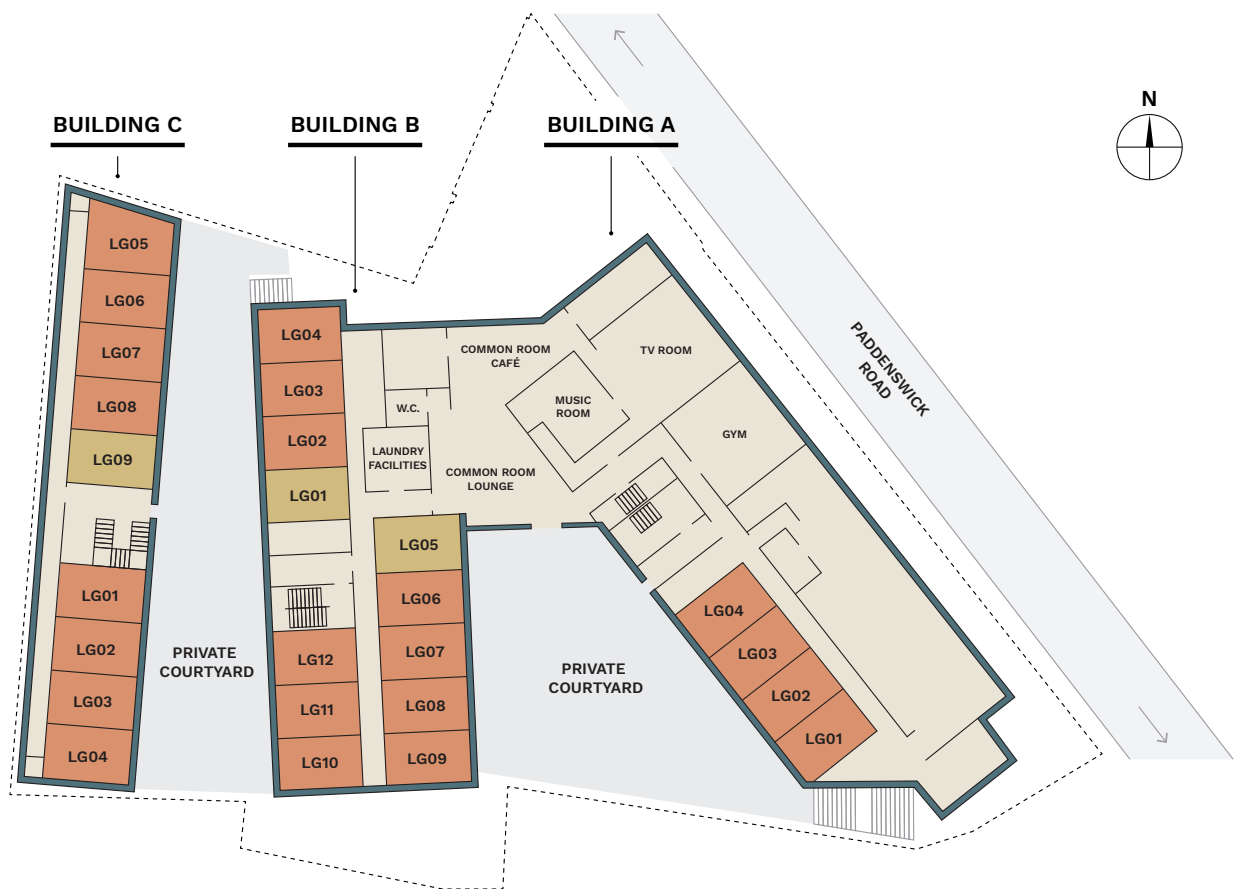 N
BUILDING C
BUILDING B
BUILDING A
LG05
LG06
LG07
LG08
LG09
LG01
LG02
LG03
LG04
PRIVATE
COURTYARD
LG04
LG03
LG02
LG01
LG12
LG11
LG10
LG05
LG06
LG07
LG08
LG09
W.C.
LAUNDRY
FACILITIES
COMMON ROOM
CAFÉ
COMMON ROOM
LOUNGE
MUSIC
ROOM
TV ROOM
GYM
PRIVATE
COURTYARD
LG04
LG03
LG02
LG01
PADDENSWICK
ROAD